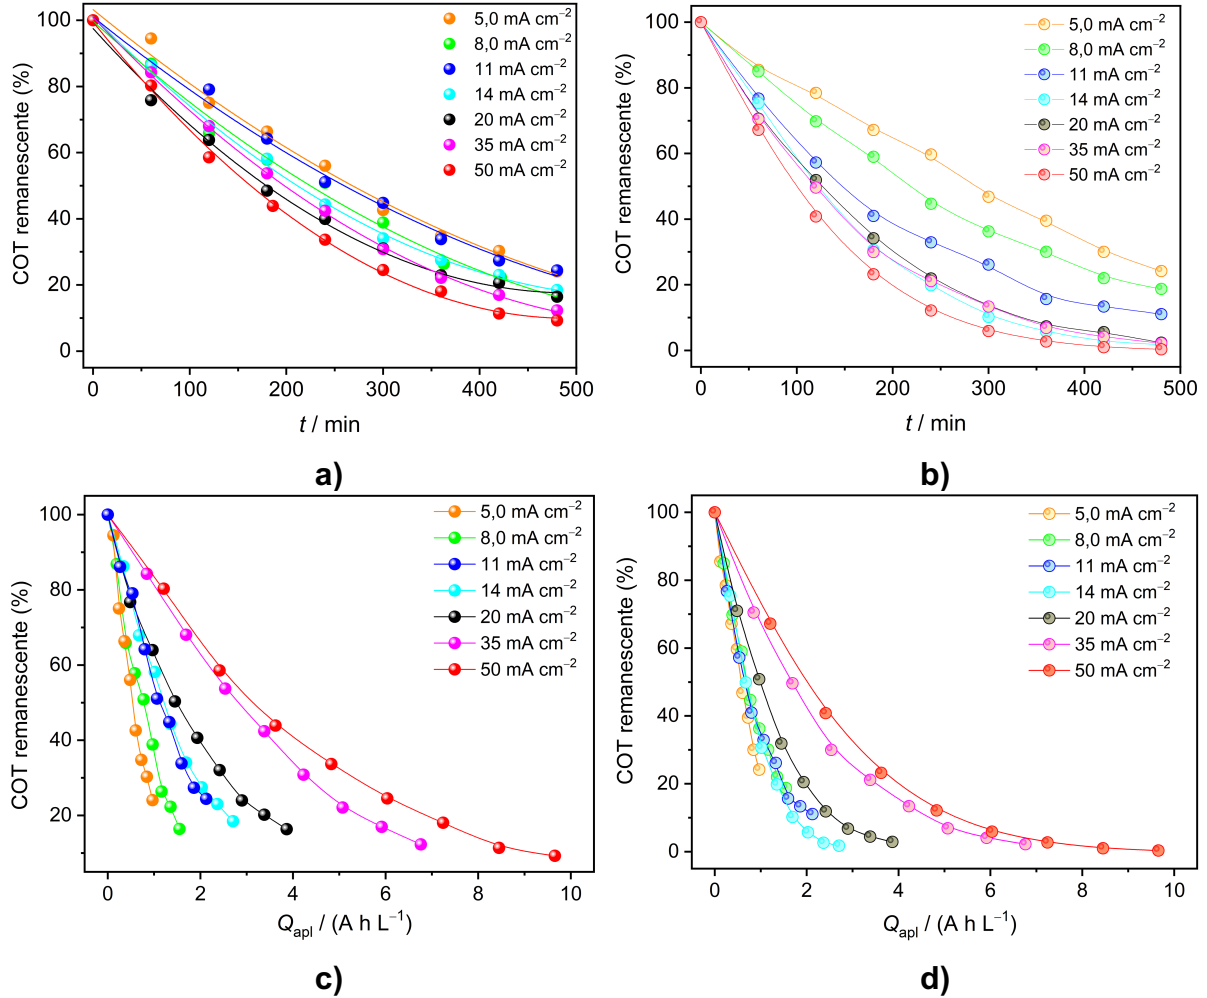 COT remanescente (%)
100
80
60
40
20
0
5,0 mA cm⁻²
8,0 mA cm⁻²
11 mA cm⁻²
14 mA cm⁻²
20 mA cm⁻²
35 mA cm⁻²
50 mA cm⁻²
0 100 200 300 400 500
t / min
a)
COT remanescente (%)
100
80
60
40
20
0
5,0 mA cm⁻²
8,0 mA cm⁻²
11 mA cm⁻²
14 mA cm⁻²
20 mA cm⁻²
35 mA cm⁻²
50 mA cm⁻²
0 100 200 300 400 500
t / min
b)
COT remanescente (%)
100
80
60
40
20
5,0 mA cm⁻²
8,0 mA cm⁻²
11 mA cm⁻²
14 mA cm⁻²
20 mA cm⁻²
35 mA cm⁻²
50 mA cm⁻²
0 2 4 6 8 10
Qapl / (A h L⁻¹)
c)
COT remanescente (%)
100
80
60
40
20
0
5,0 mA cm⁻²
8,0 mA cm⁻²
11 mA cm⁻²
14 mA cm⁻²
20 mA cm⁻²
35 mA cm⁻²
50 mA cm⁻²
0 2 4 6 8 10
Qapl / (A h L⁻¹)
d)